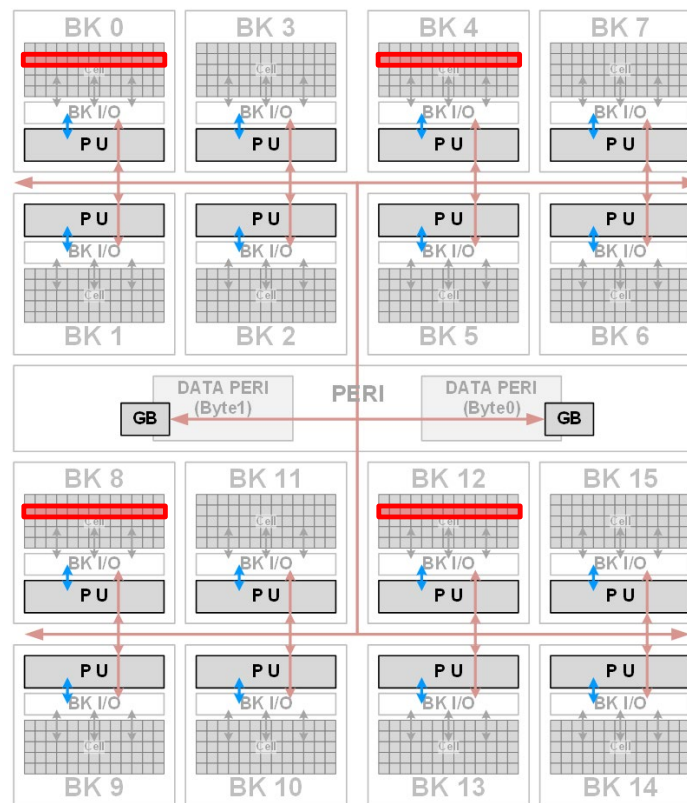 BK 0 BK 3 BK 4 BK 7
Cell Cell Cell Cell
BK I/O BK I/O BK I/O BK I/O
PU PU PU PU
PU PU PU PU
BK I/O BK I/O BK I/O BK I/O
Cell Cell Cell Cell
BK 1 BK 2 BK 5 BK 6
DATA PERI DATA PERI
PERI
(Byte1) (Byte0)
GB GB
BK 8 BK 11 BK 12 BK 15
Cell Cell Cell Cell
BK I/O BK I/O BK I/O BK I/O
PU PU PU PU
PU PU PU PU
BK I/O BK I/O BK I/O BK I/O
Cell Cell Cell Cell
BK 9 BK 10 BK 13 BK 14